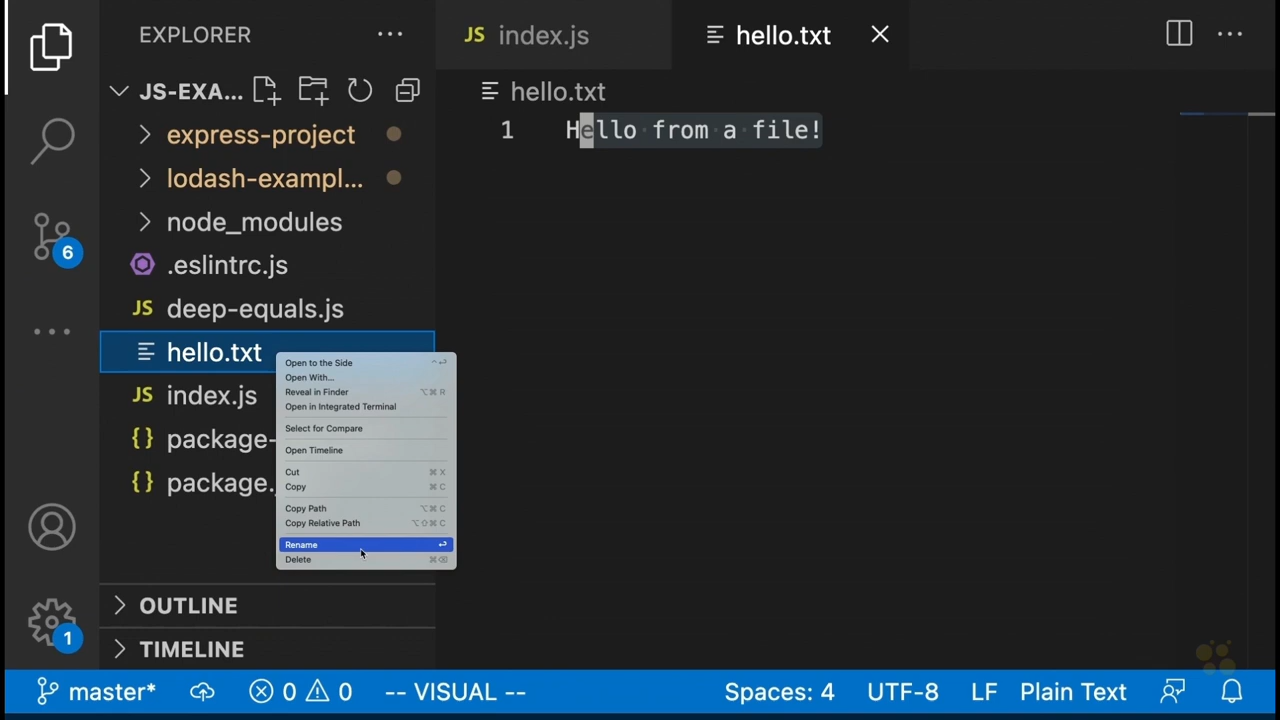 EXPLORER
JS-EXA...
express-project
lodash-exampl...
node_modules
.eslintrc.js
deep-equals.js
hello.txt
index.js
package-
package.
OUTLINE
TIMELINE
6
1
JS index.js
hello.txt
hello.txt
1 Hello from a file!
Open to the Side ⌃⏎
Open With...
Reveal in Finder ⌥⌘R
Open in Integrated Terminal
Select for Compare
Open Timeline
Cut ⌘X
Copy ⌘C
Copy Path ⌥⌘C
Copy Relative Path ⌥⇧⌘C
Rename ⏎
Delete ⌘⌫
master* 0 0 -- VISUAL -- Spaces: 4 UTF-8 LF Plain Text